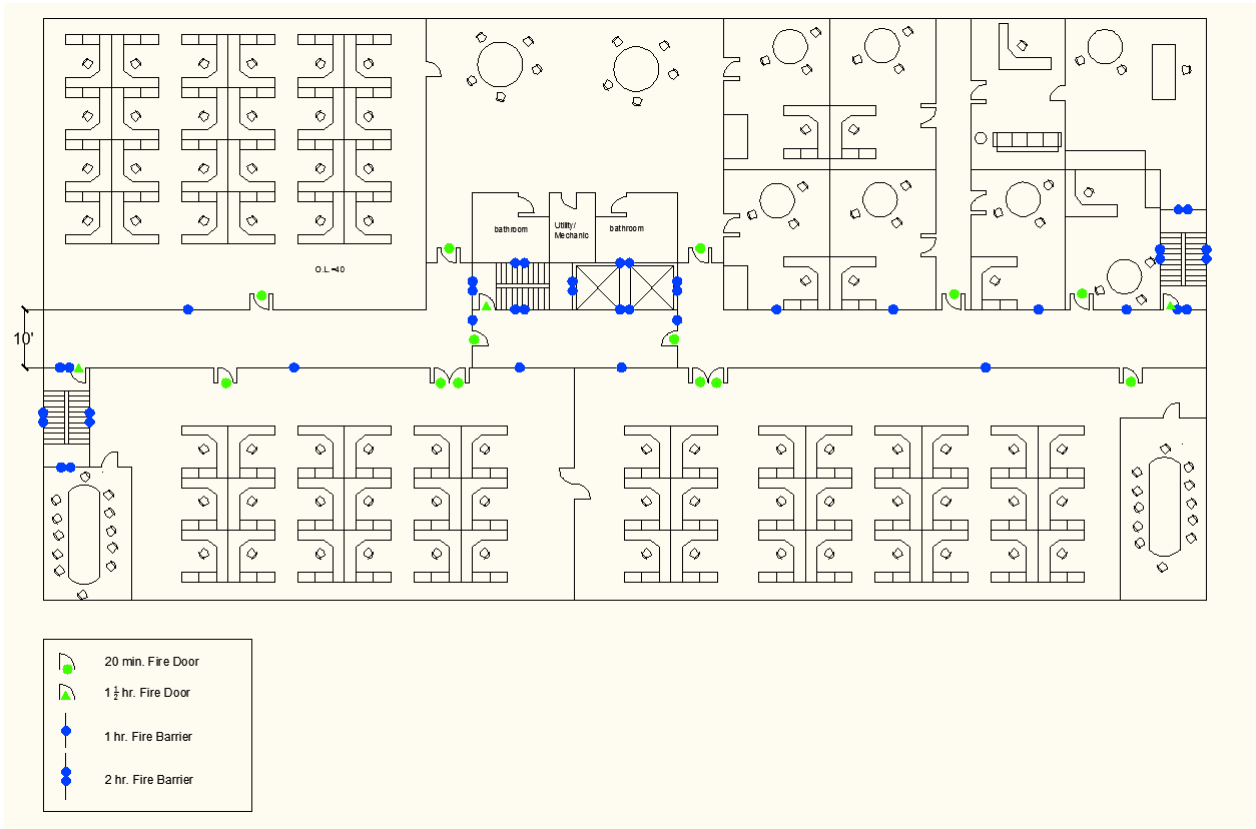 bathroom
Utility/
Mechanic
bathroom
O.L.=40
10'
20 min. Fire Door
1 1/2 hr. Fire Door
1 hr. Fire Barrier
2 hr. Fire Barrier